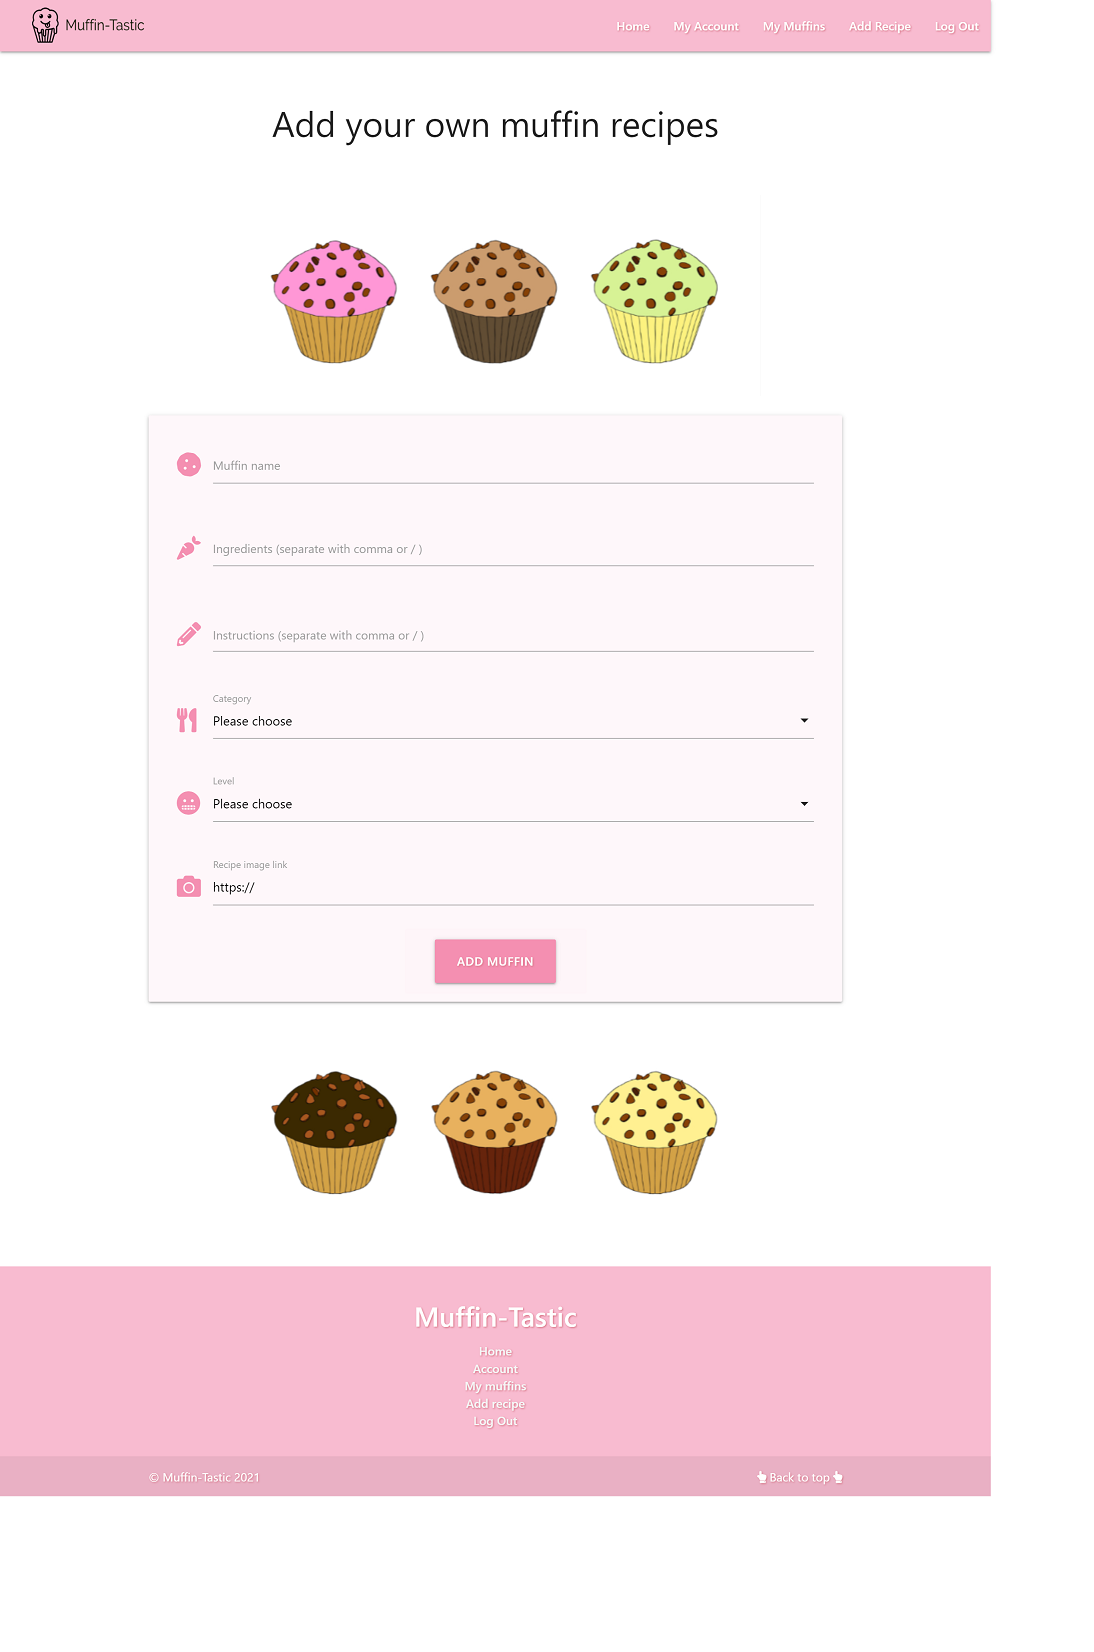 Muffin-Tastic
Home My Account My Muffins Add Recipe Log Out
Add your own muffin recipes
Muffin name
Ingredients (separate with comma or / )
Instructions (separate with comma or / )
Category
Please choose
Level
Please choose
Recipe image link
https://
ADD MUFFIN
Muffin-Tastic
Home
Account
My muffins
Add recipe
Log Out
© Muffin-Tastic 2021
Back to top